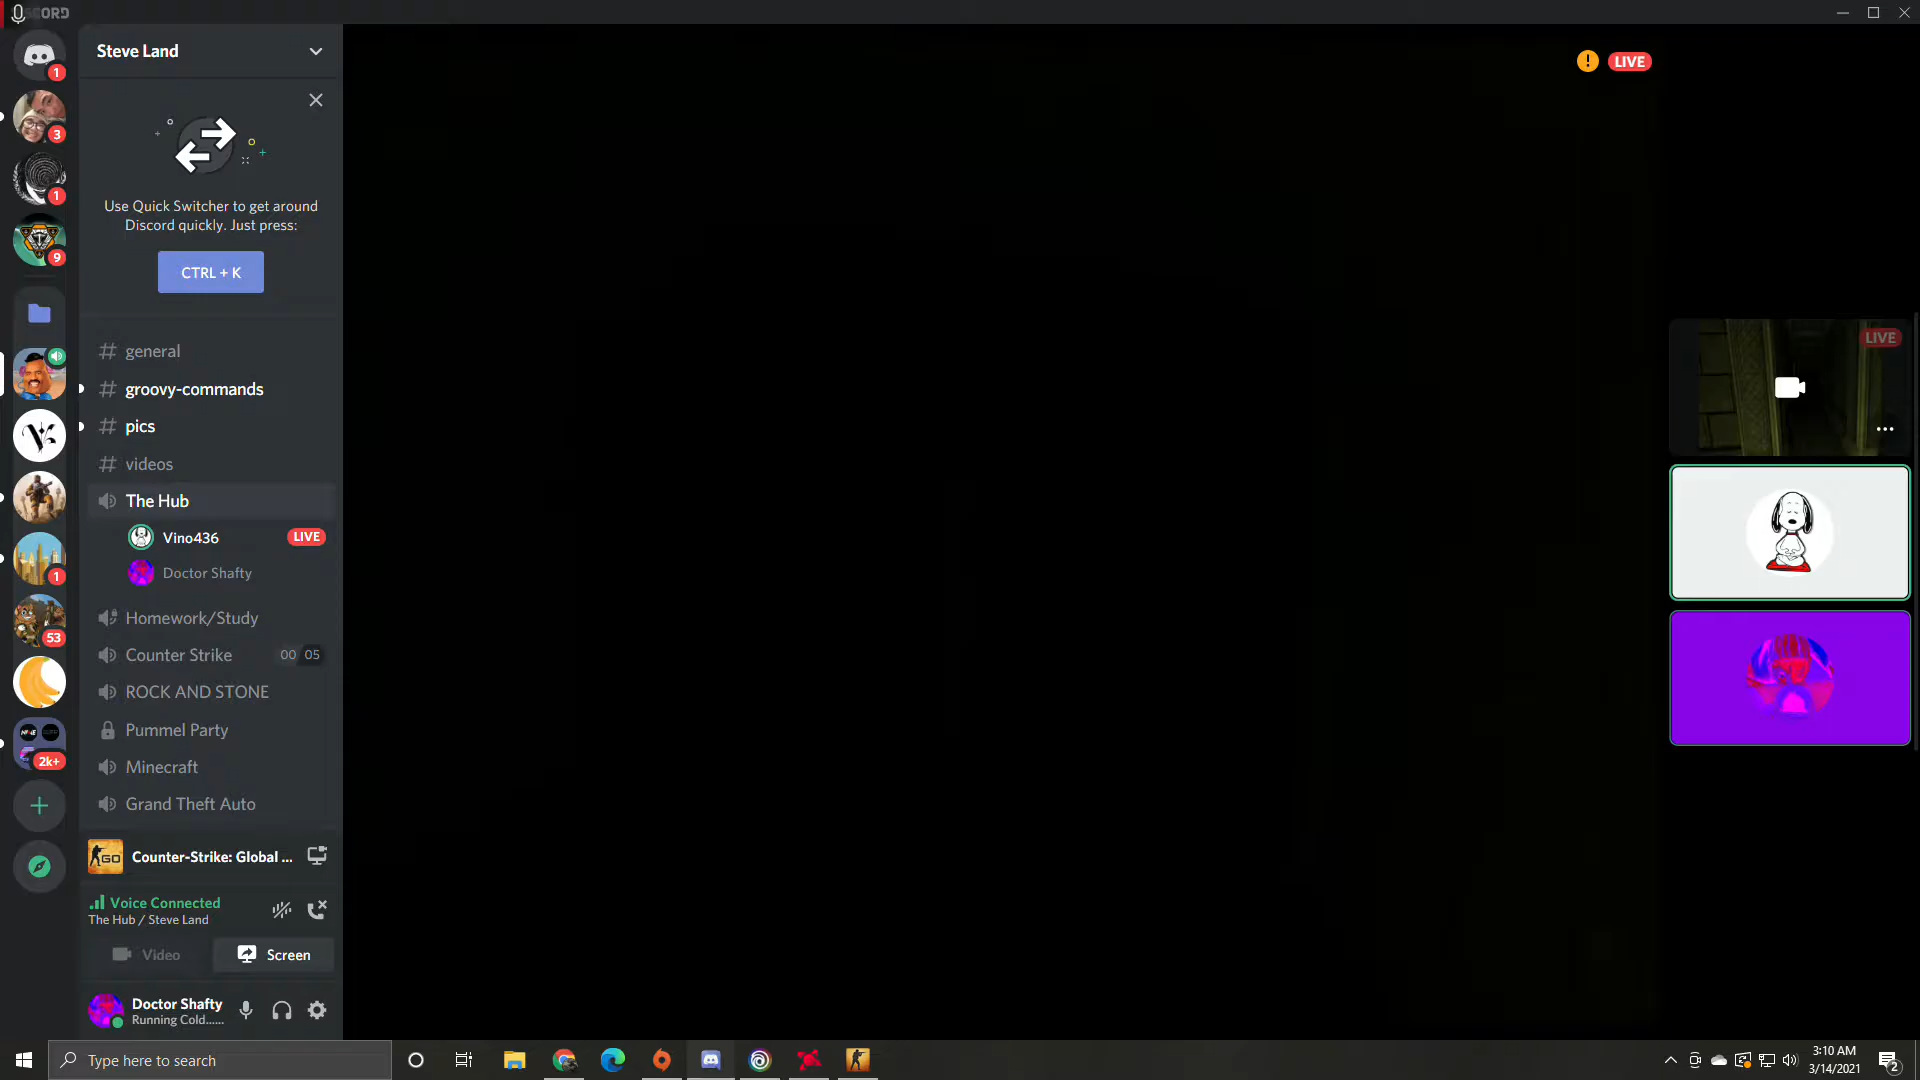 DISCORD
Steve Land
LIVE
1
3
1
9
Use Quick Switcher to get around
Discord quickly. Just press:
CTRL + K
LIVE
general
groovy-commands
pics
videos
The Hub
Vino436 LIVE
Doctor Shafty
1
Homework/Study
53
Counter Strike 00 05
ROCK AND STONE
Pummel Party
2k+
Minecraft
Grand Theft Auto
GO
Counter-Strike: Global ...
Voice Connected
The Hub / Steve Land
Video Screen
Doctor Shafty
Running Cold......
Type here to search
3:10 AM
3/14/2021
2